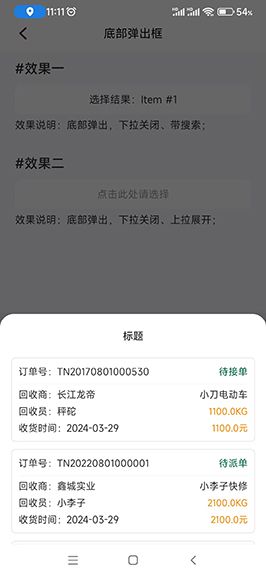 11:11
54%
底部弹出框
#效果一
选择结果：Item #1
效果说明：底部弹出，下拉关闭、带搜索；
#效果二
点击此处请选择
效果说明：底部弹出，下拉关闭、上拉展开；
标题
订单号：TN20170801000530 待接单
回收商：长江龙帝 小刀电动车
回收员：秤砣 1100.0KG
收货时间：2024-03-29 1100.0元
订单号：TN20220801000001 待派单
回收商：鑫城实业 小李子快修
回收员：小李子 2100.0KG
收货时间：2024-03-29 2100.0元